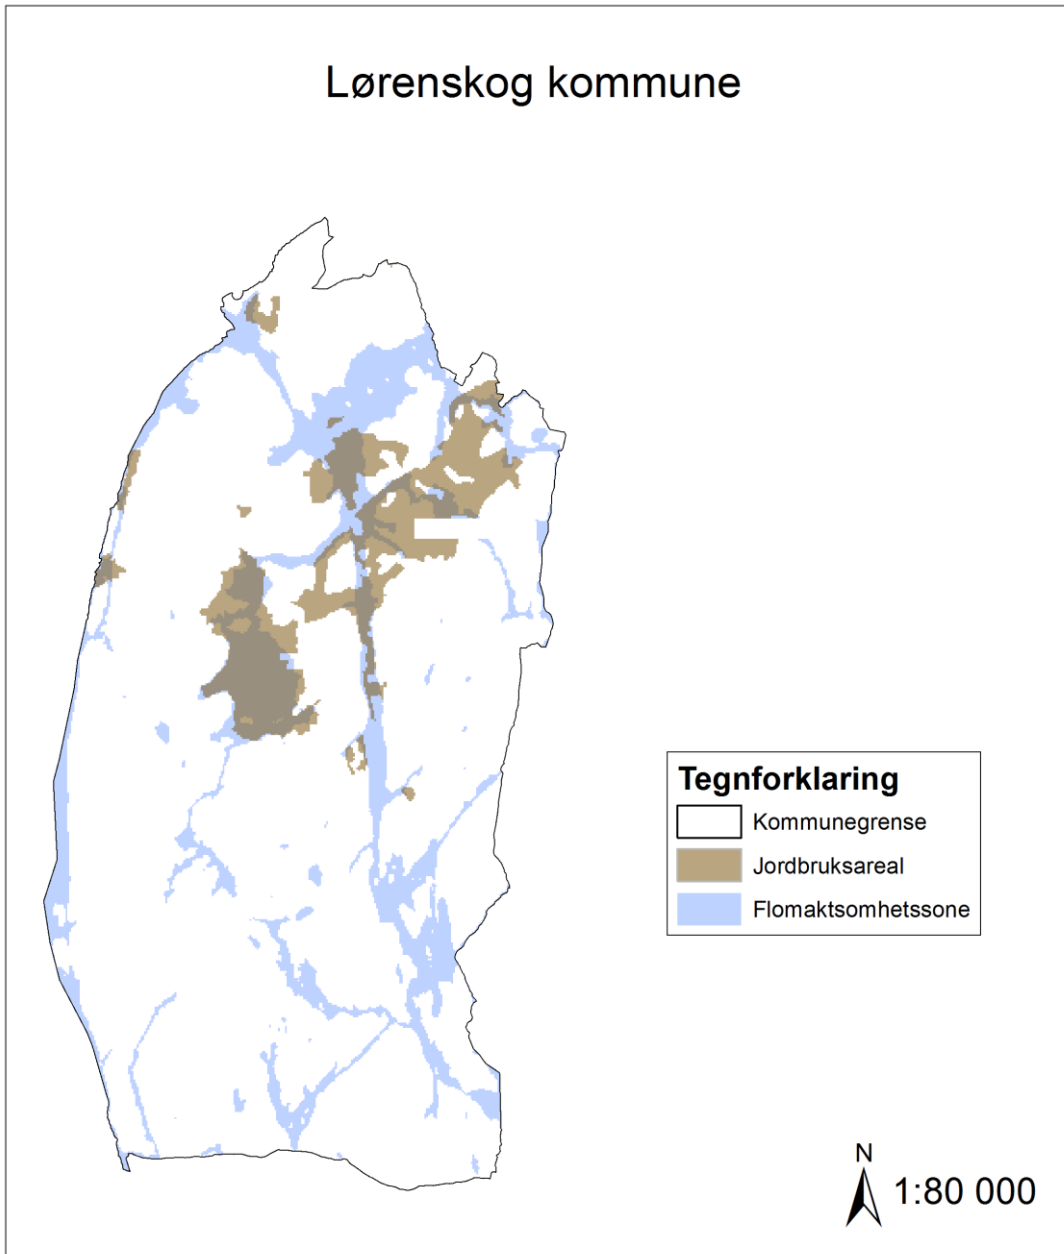 Lørenskog kommune
Tegnforklaring
Kommunegrense
Jordbruksareal
Flomaktsomhetssone
N
1:80 000